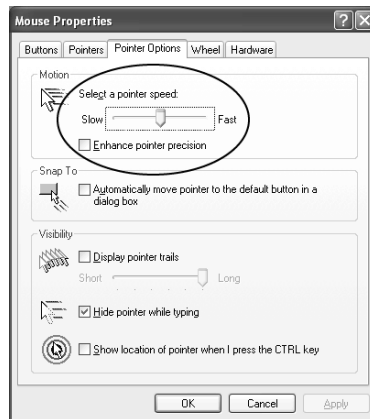 Mouse Properties
Buttons Pointers Pointer Options Wheel Hardware
Motion
Select a pointer speed:
Slow Fast
Enhance pointer precision
Snap To
Automatically move pointer to the default button in a
dialog box
Visibility
Display pointer trails
Short Long
Hide pointer while typing
Show location of pointer when I press the CTRL key
OK Cancel Apply